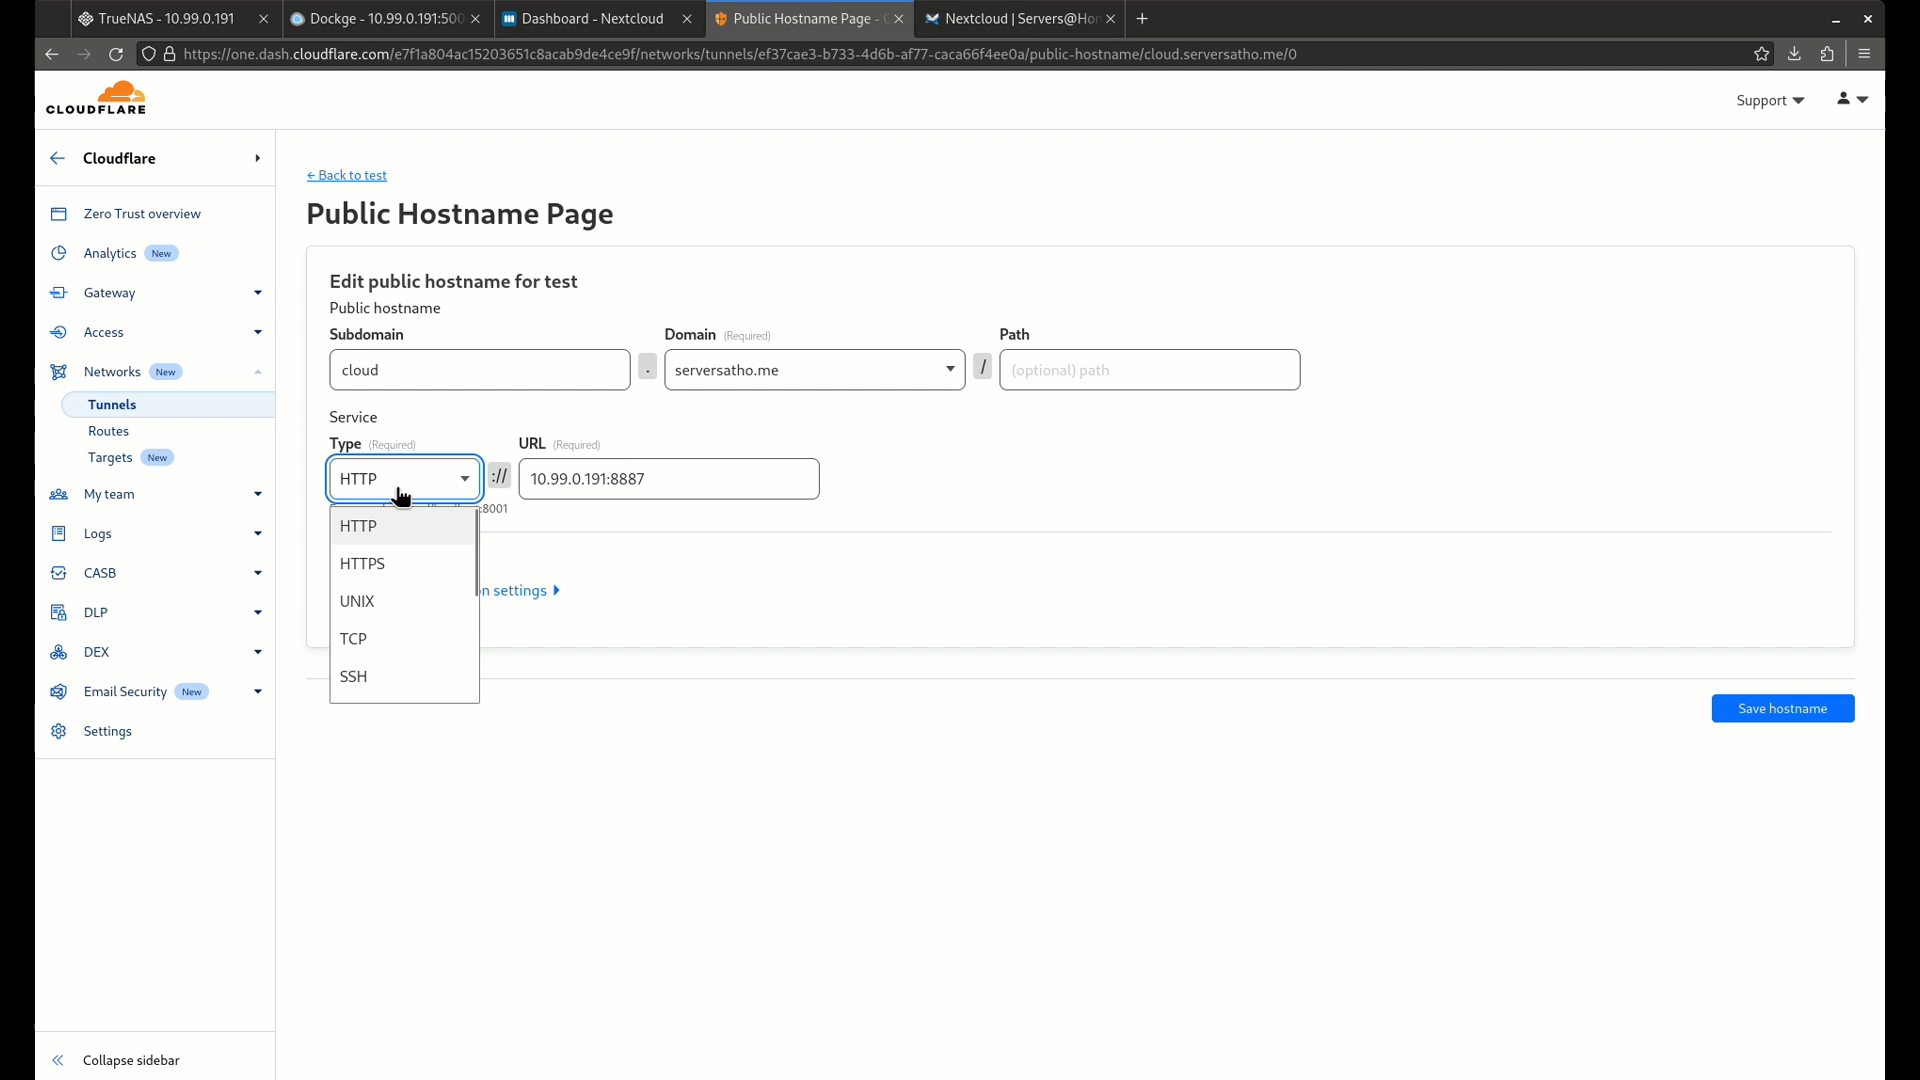 TrueNAS - 10.99.0.191
Dockge - 10.99.0.191:500
Dashboard - Nextcloud
Public Hostname Page - C
Nextcloud | Servers@Hom
https://one.dash.cloudflare.com/e7f1a804ac15203651c8acab9de4ce9f/networks/tunnels/ef37cae3-b733-4d6b-af77-caca66f4ee0a/public-hostname/cloud.serversatho.me/0
CLOUDFLARE
Support
Cloudflare
Zero Trust overview
Analytics New
Gateway
Access
Networks New
Tunnels
Routes
Targets New
My team
Logs
CASB
DLP
DEX
Email Security New
Settings
Collapse sidebar
← Back to test
Public Hostname Page
Edit public hostname for test
Public hostname
Subdomain Domain (Required) Path
cloud . serversatho.me / (optional) path
Service
Type (Required) URL (Required)
HTTP :// 10.99.0.191:8887
:8001
HTTP
HTTPS
n settings
UNIX
TCP
SSH
Save hostname